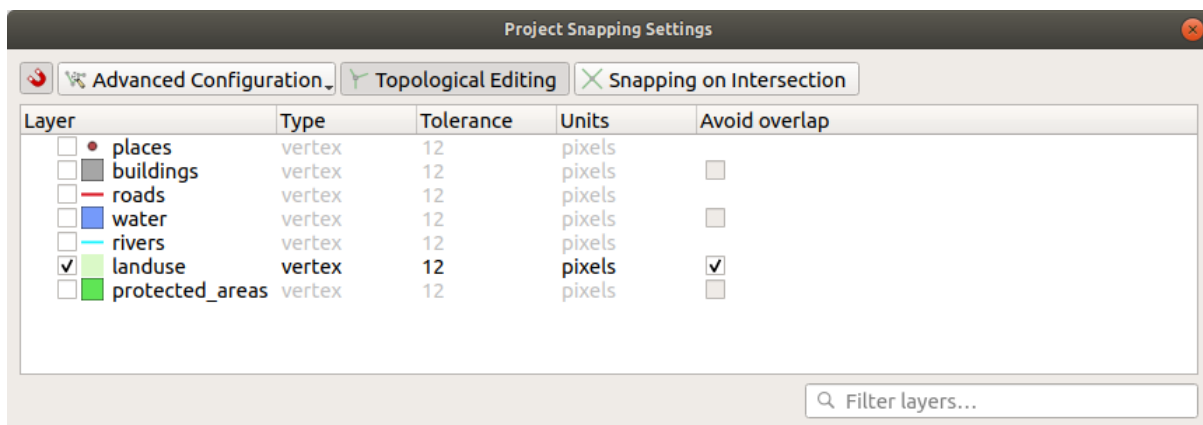 Project Snapping Settings
Advanced Configuration Topological Editing Snapping on Intersection
Layer Type Tolerance Units Avoid overlap
places vertex 12 pixels
buildings vertex 12 pixels
roads vertex 12 pixels
water vertex 12 pixels
rivers vertex 12 pixels
landuse vertex 12 pixels
protected_areas vertex 12 pixels
Filter layers...